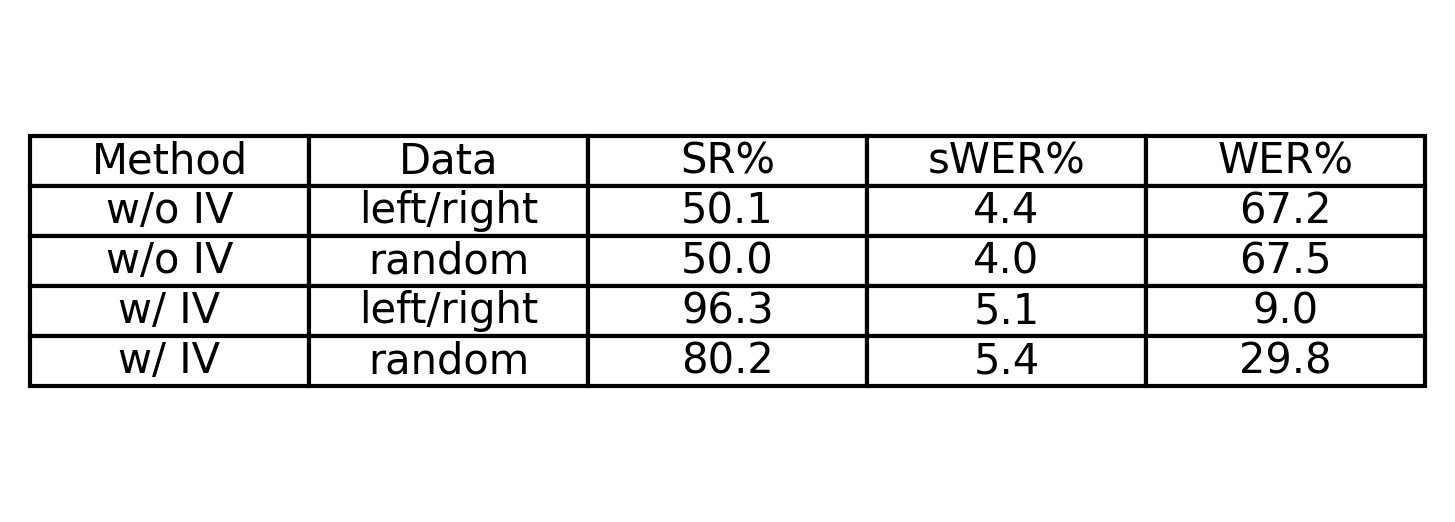 Method Data SR% sWER% WER%
w/o IV left/right 50.1 4.4 67.2
w/o IV random 50.0 4.0 67.5
w/ IV left/right 96.3 5.1 9.0
w/ IV random 80.2 5.4 29.8